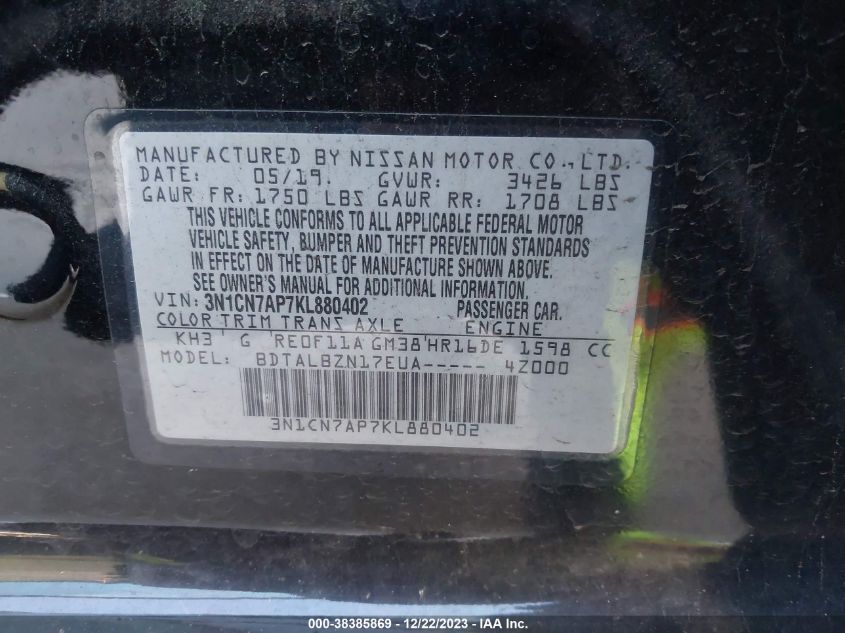 MANUFACTURED BY NISSAN MOTOR CO., LTD.
DATE: 05/19. GVWR: 3426 LBS
GAWR FR: 1750 LBS GAWR RR: 1708 LBS
THIS VEHICLE CONFORMS TO ALL APPLICABLE FEDERAL MOTOR
VEHICLE SAFETY, BUMPER AND THEFT PREVENTION STANDARDS
IN EFFECT ON THE DATE OF MANUFACTURE SHOWN ABOVE.
SEE OWNER'S MANUAL FOR ADDITIONAL INFORMATION.
VIN: 3N1CN7AP7KL880402 PASSENGER CAR.
COLOR TRIM TRANS AXLE ENGINE
KH3 G RE0F11A GM38 HR16DE 1598 CC
MODEL: BDTALBZN17EUA----- 4Z000
3N1CN7AP7KL880402
000-38385869 - 12/22/2023 - IAA Inc.